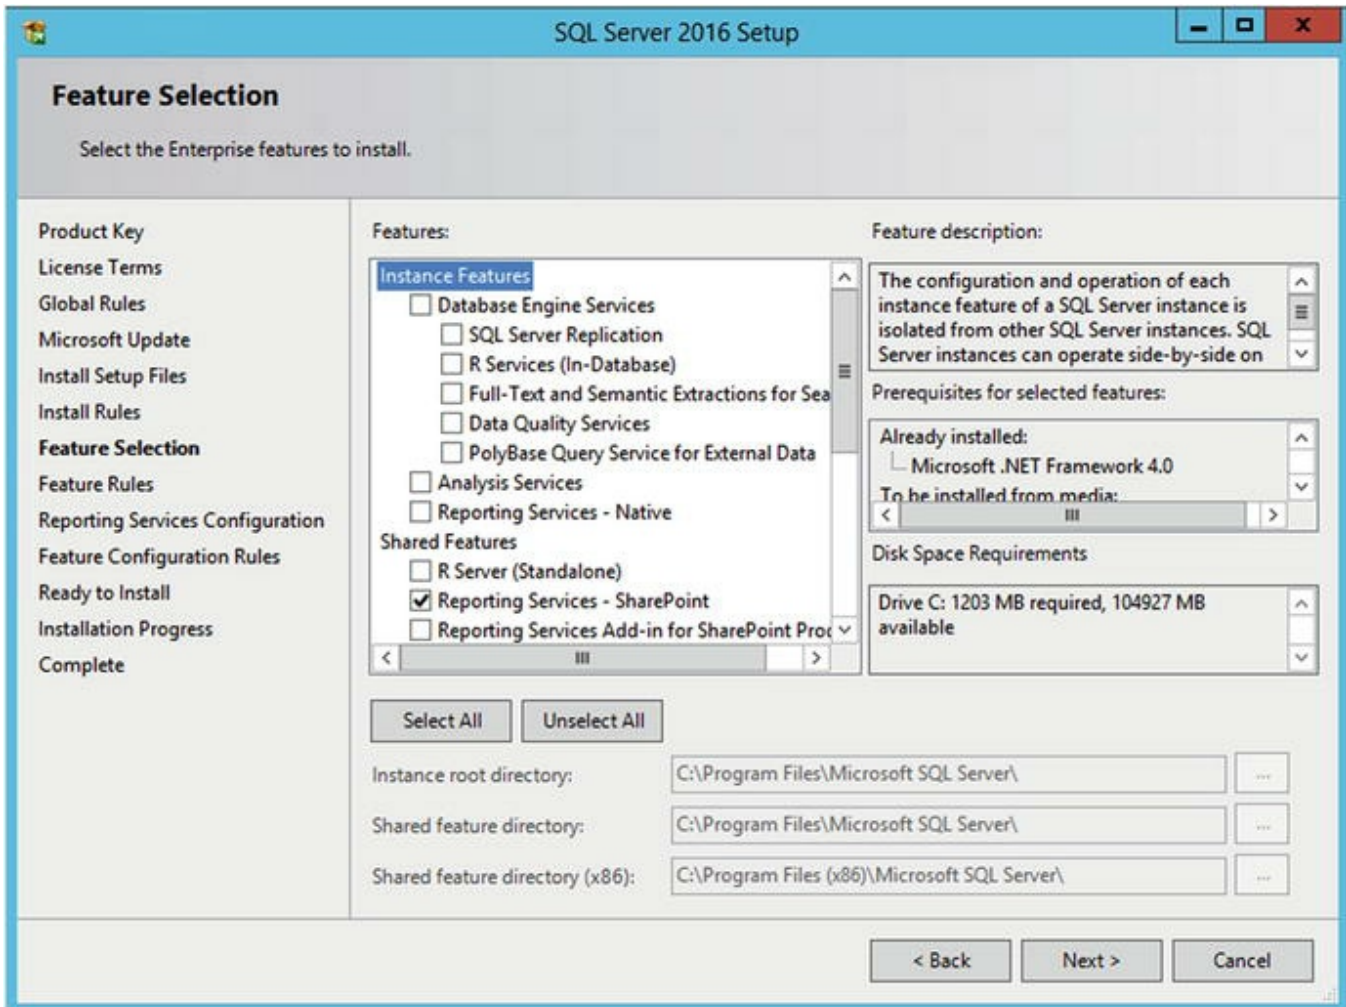 SQL Server 2016 Setup
Feature Selection
Select the Enterprise features to install.
Product Key
License Terms
Global Rules
Microsoft Update
Install Setup Files
Install Rules
Feature Selection
Feature Rules
Reporting Services Configuration
Feature Configuration Rules
Ready to Install
Installation Progress
Complete
Features:
Instance Features
Database Engine Services
SQL Server Replication
R Services (In-Database)
Full-Text and Semantic Extractions for Sea
Data Quality Services
PolyBase Query Service for External Data
Analysis Services
Reporting Services - Native
Shared Features
R Server (Standalone)
Reporting Services - SharePoint
Reporting Services Add-in for SharePoint Proc
Feature description:
The configuration and operation of each
instance feature of a SQL Server instance is
isolated from other SQL Server instances. SQL
Server instances can operate side-by-side on
Prerequisites for selected features:
Already installed:
Microsoft .NET Framework 4.0
To be installed from media:
Disk Space Requirements
Drive C: 1203 MB required, 104927 MB
available
Select All
Unselect All
Instance root directory:
C:\Program Files\Microsoft SQL Server\
...
Shared feature directory:
C:\Program Files\Microsoft SQL Server\
...
Shared feature directory (x86):
C:\Program Files (x86)\Microsoft SQL Server\
...
< Back
Next >
Cancel